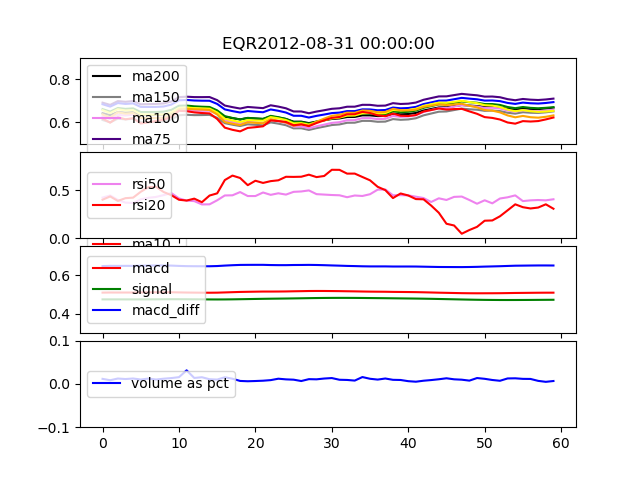 EQR2012-08-31 00:00:00
0.8
0.6
ma200
ma150
ma100
ma75
0.5
0.0
rsi50
rsi20
ma10
0.6
0.4
macd
signal
macd_diff
0.1
0.0
−0.1
volume as pct
0 10 20 30 40 50 60